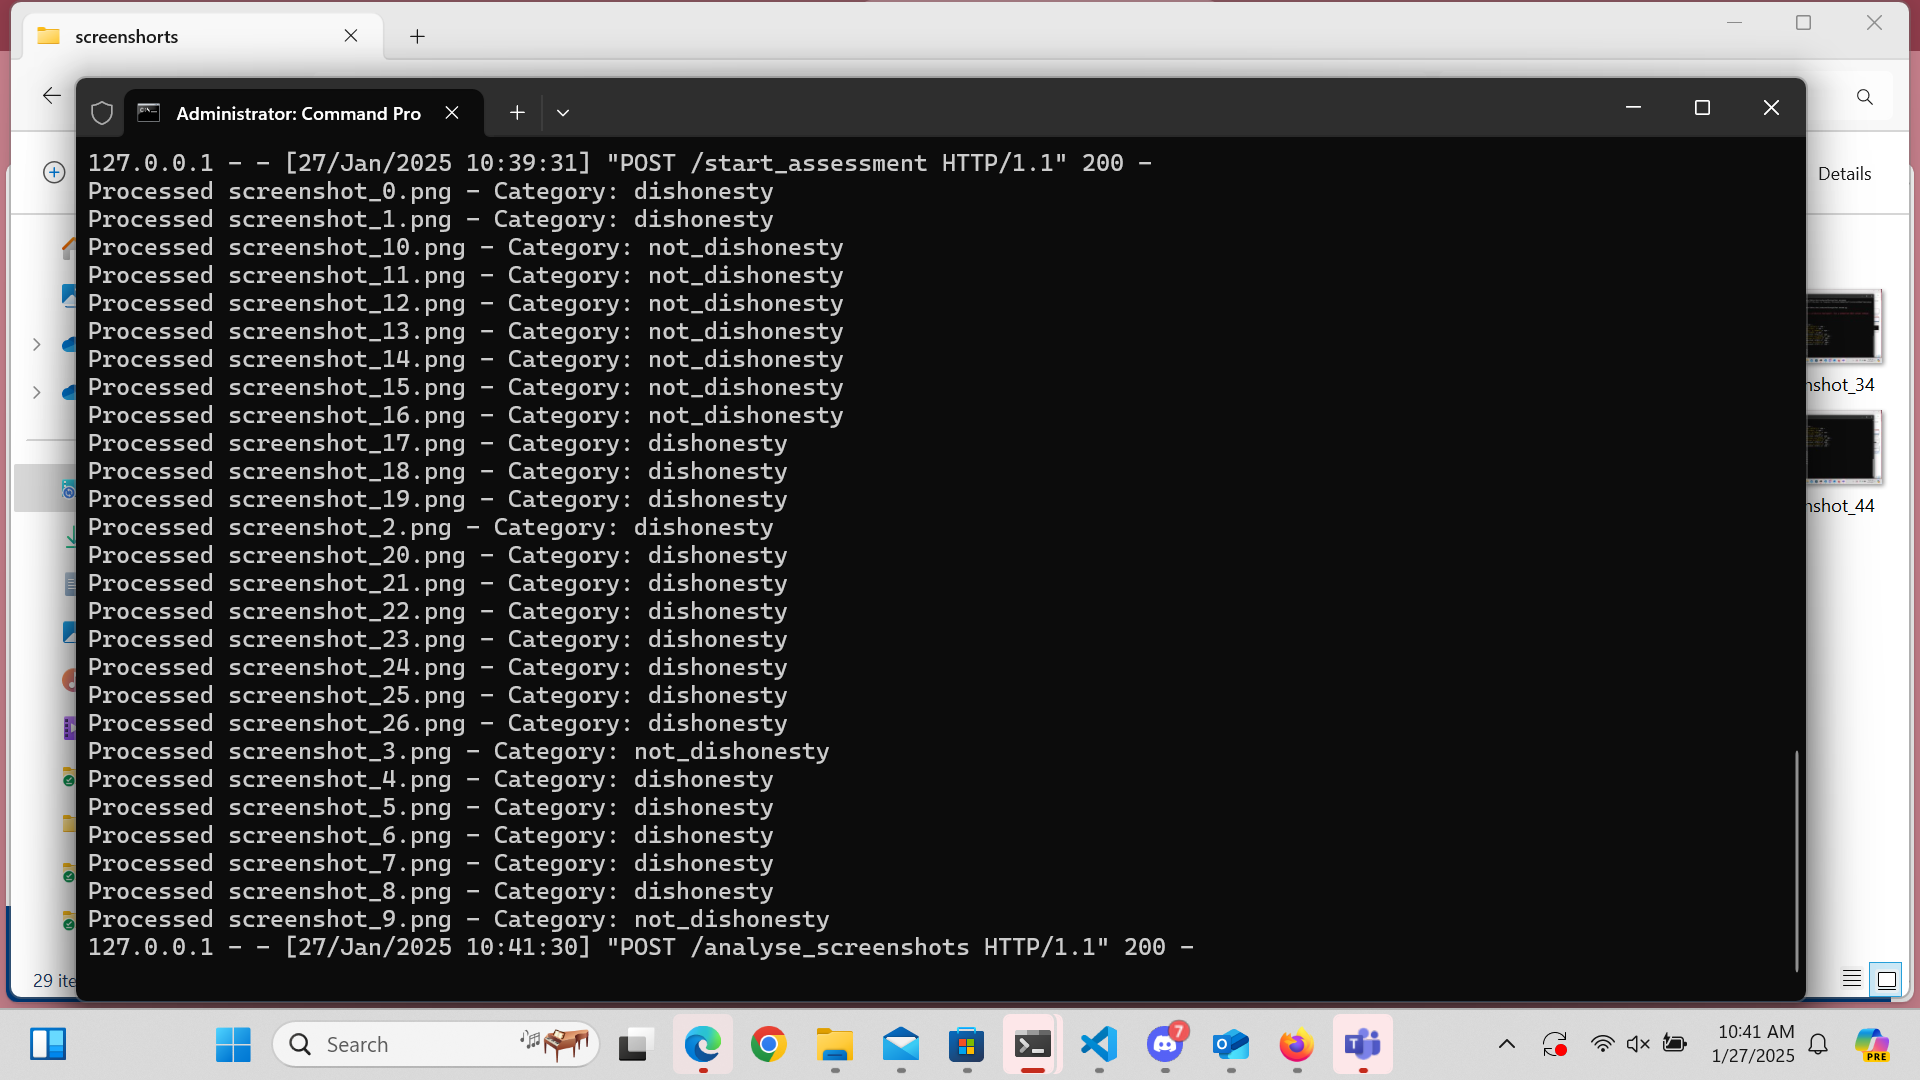 screenshorts
Administrator: Command Pro
Details
127.0.0.1 - - [27/Jan/2025 10:39:31] "POST /start_assessment HTTP/1.1" 200 -
Processed screenshot_0.png - Category: dishonesty
Processed screenshot_1.png - Category: dishonesty
Processed screenshot_10.png - Category: not_dishonesty
Processed screenshot_11.png - Category: not_dishonesty
Processed screenshot_12.png - Category: not_dishonesty
Processed screenshot_13.png - Category: not_dishonesty
Processed screenshot_14.png - Category: not_dishonesty
Processed screenshot_15.png - Category: not_dishonesty
Processed screenshot_16.png - Category: not_dishonesty
Processed screenshot_17.png - Category: dishonesty
Processed screenshot_18.png - Category: dishonesty
Processed screenshot_19.png - Category: dishonesty
Processed screenshot_2.png - Category: dishonesty
Processed screenshot_20.png - Category: dishonesty
Processed screenshot_21.png - Category: dishonesty
Processed screenshot_22.png - Category: dishonesty
Processed screenshot_23.png - Category: dishonesty
Processed screenshot_24.png - Category: dishonesty
Processed screenshot_25.png - Category: dishonesty
Processed screenshot_26.png - Category: dishonesty
Processed screenshot_3.png - Category: not_dishonesty
Processed screenshot_4.png - Category: dishonesty
Processed screenshot_5.png - Category: dishonesty
Processed screenshot_6.png - Category: dishonesty
Processed screenshot_7.png - Category: dishonesty
Processed screenshot_8.png - Category: dishonesty
Processed screenshot_9.png - Category: not_dishonesty
127.0.0.1 - - [27/Jan/2025 10:41:30] "POST /analyse_screenshots HTTP/1.1" 200 -
nshot_34
nshot_44
29 ite
Search
7
10:41 AM
1/27/2025
PRE